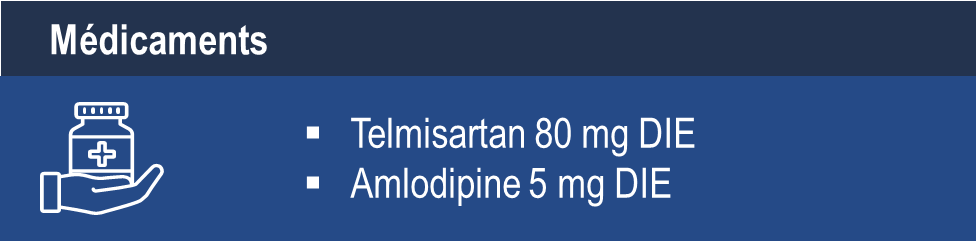 Médicaments
▪ Telmisartan 80 mg DIE
▪ Amlodipine 5 mg DIE